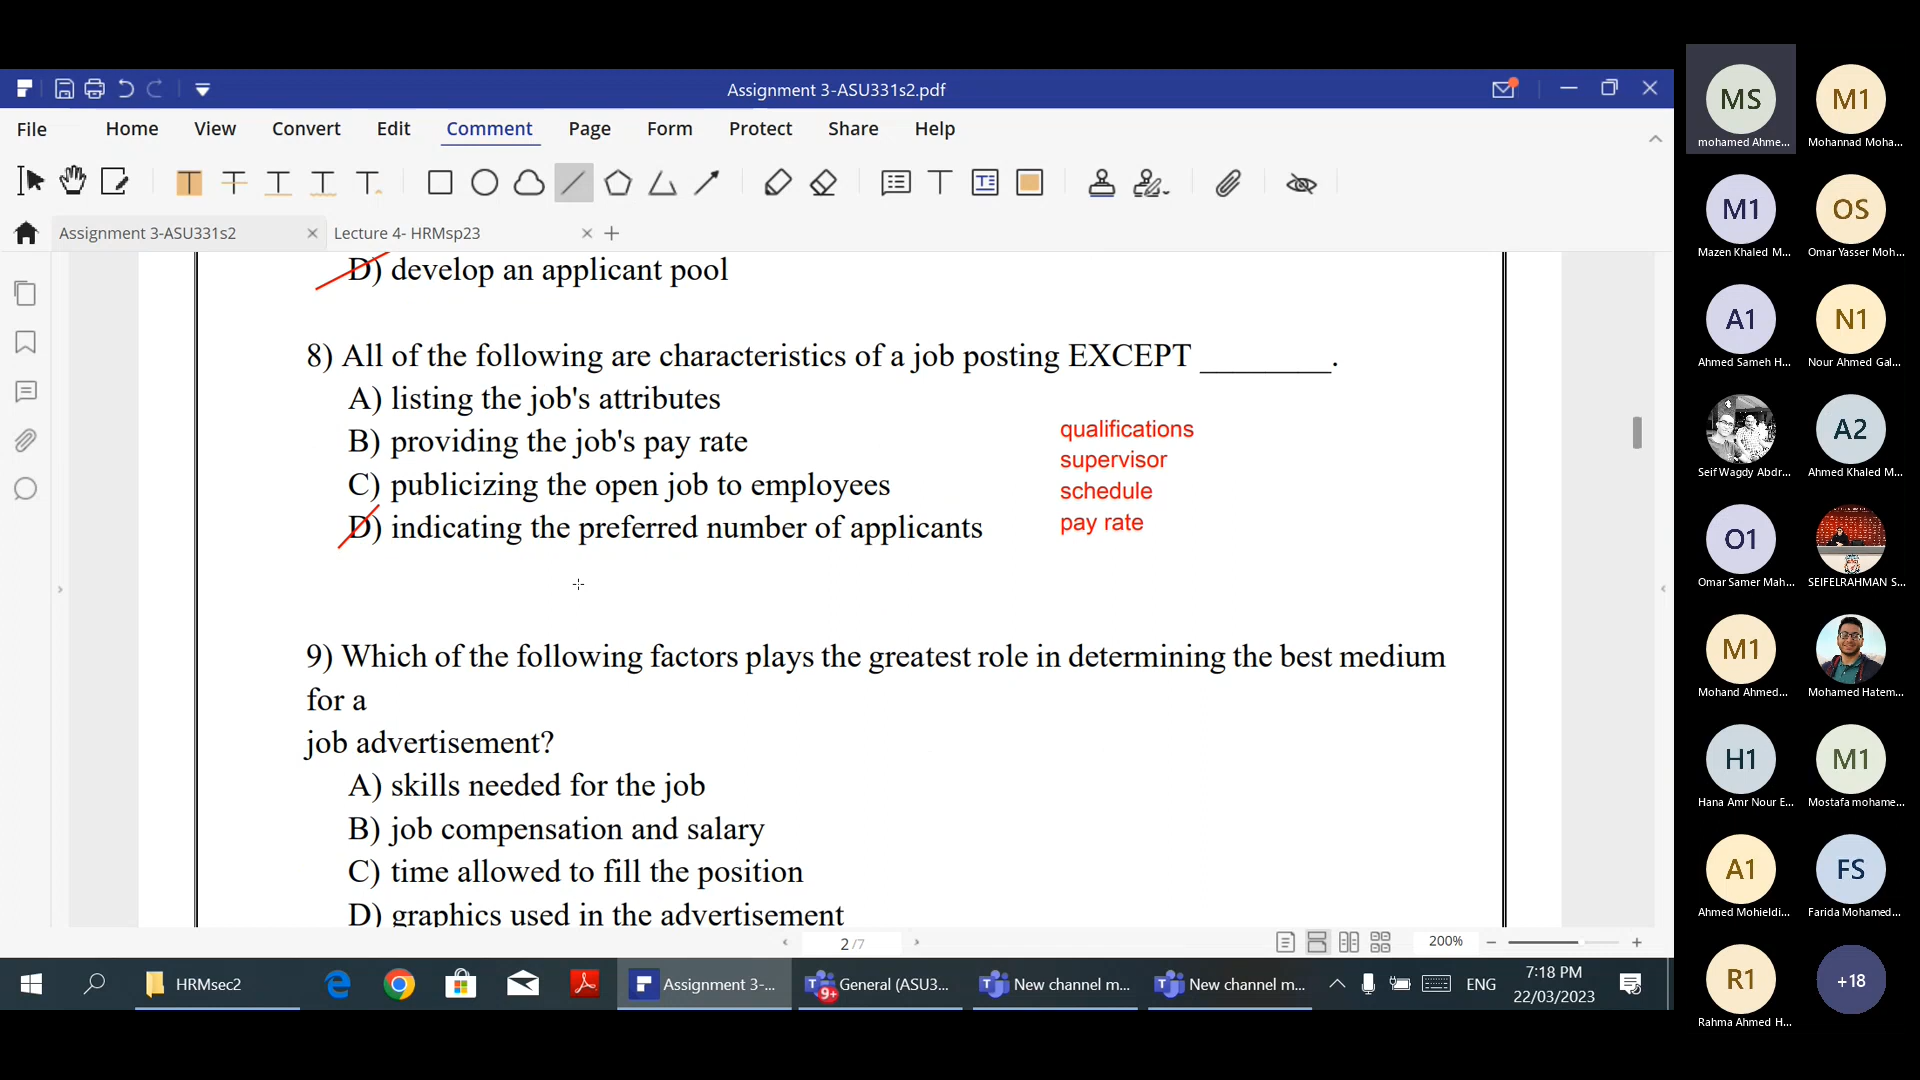 Assignment 3-ASU331s2.pdf
File
Home
View
Convert
Edit
Comment
Page
Form
Protect
Share
Help
Assignment 3-ASU331s2
Lecture 4- HRMsp23
D) develop an applicant pool
8) All of the following are characteristics of a job posting EXCEPT ________.
A) listing the job's attributes
B) providing the job's pay rate
C) publicizing the open job to employees
D) indicating the preferred number of applicants
qualifications
supervisor
schedule
pay rate
9) Which of the following factors plays the greatest role in determining the best medium
for a
job advertisement?
A) skills needed for the job
B) job compensation and salary
C) time allowed to fill the position
D) graphics used in the advertisement
2 /7
200%
HRMsec2
Assignment 3-...
9+
General (ASU3...
New channel m...
New channel m...
ENG
7:18 PM
22/03/2023
MS
mohamed Ahme...
M1
Mohannad Moha...
M1
Mazen Khaled M...
OS
Omar Yasser Moh...
A1
Ahmed Sameh H...
N1
Nour Ahmed Gal...
Seif Wagdy Abdr...
A2
Ahmed Khaled M...
O1
Omar Samer Mah...
SEIFELRAHMAN S...
M1
Mohand Ahmed...
Mohamed Hatem...
H1
Hana Amr Nour E...
M1
Mostafa mohame...
A1
Ahmed Mohieldi...
FS
Farida Mohamed...
R1
Rahma Ahmed H...
+18